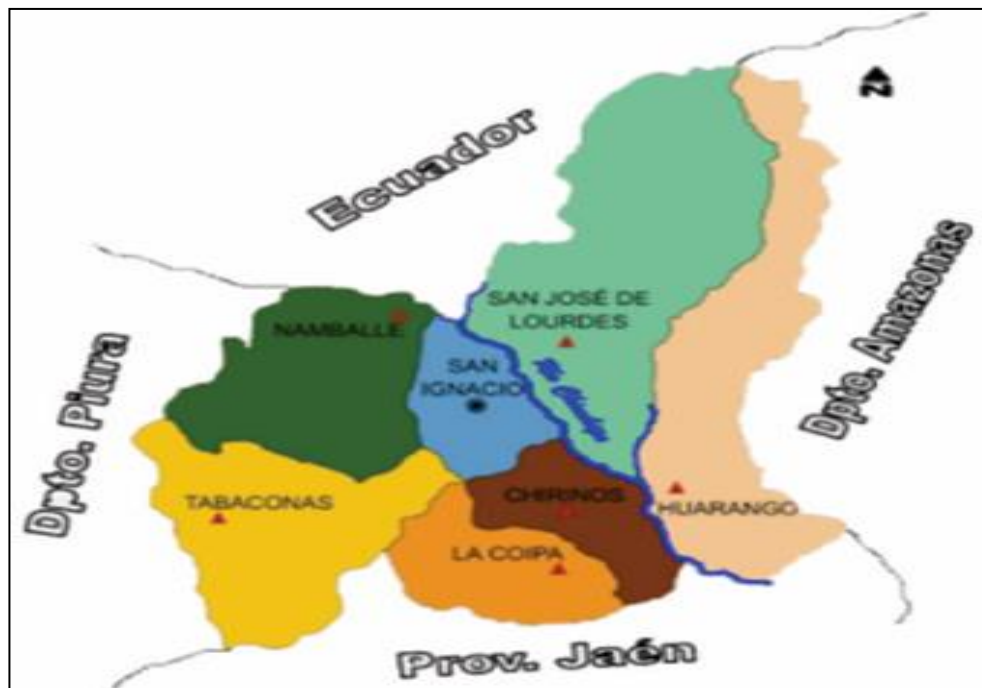 N
Ecuador
Dpto. Amazonas
Dpto. Piura
SAN JOSÉ DE
LOURDES
NAMBALLE
SAN
IGNACIO
TABACONAS
CHIRINOS
HUARANGO
LA COIPA
Prov. Jaén